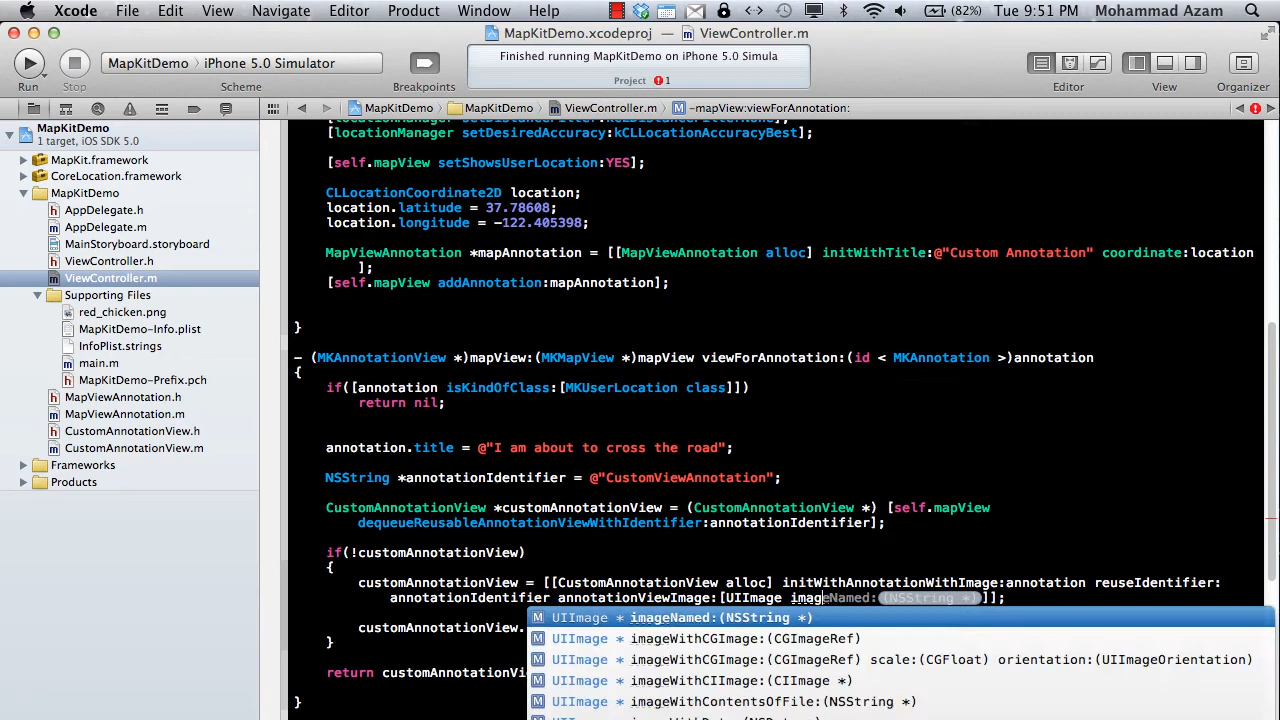 Xcode File Edit View Navigate Editor Product Window Help (82%) Tue 9:51 PM Mohammad Azam
MapKitDemo.xcodeproj — ViewController.m
MapKitDemo iPhone 5.0 Simulator
Finished running MapKitDemo on iPhone 5.0 Simula
Project 1
Run Stop Scheme Breakpoints Editor View Organizer
MapKitDemo MapKitDemo ViewController.m -mapView:viewForAnnotation:
MapKitDemo
1 target, iOS SDK 5.0
MapKit.framework
CoreLocation.framework
MapKitDemo
AppDelegate.h
AppDelegate.m
MainStoryboard.storyboard
ViewController.h
ViewController.m
Supporting Files
red_chicken.png
MapKitDemo-Info.plist
InfoPlist.strings
main.m
MapKitDemo-Prefix.pch
MapViewAnnotation.h
MapViewAnnotation.m
CustomAnnotationView.h
CustomAnnotationView.m
Frameworks
Products
[locationManager setDesiredAccuracy:kCLLocationAccuracyBest];
[self.mapView setShowsUserLocation:YES];
CLLocationCoordinate2D location;
location.latitude = 37.78608;
location.longitude = -122.405398;
MapViewAnnotation *mapAnnotation = [[MapViewAnnotation alloc] initWithTitle:@"Custom Annotation" coordinate:location
];
[self.mapView addAnnotation:mapAnnotation];
}
- (MKAnnotationView *)mapView:(MKMapView *)mapView viewForAnnotation:(id < MKAnnotation >)annotation
{
if([annotation isKindOfClass:[MKUserLocation class]])
return nil;
annotation.title = @"I am about to cross the road";
NSString *annotationIdentifier = @"CustomViewAnnotation";
CustomAnnotationView *customAnnotationView = (CustomAnnotationView *) [self.mapView
dequeueReusableAnnotationViewWithIdentifier:annotationIdentifier];
if(!customAnnotationView)
{
customAnnotationView = [[CustomAnnotationView alloc] initWithAnnotationWithImage:annotation reuseIdentifier:
annotationIdentifier annotationViewImage:[UIImage imageNamed:(NSString *)]];
customAnnotationView.
}
return customAnnotationVi
}
M UIImage * imageNamed:(NSString *)
M UIImage * imageWithCGImage:(CGImageRef)
M UIImage * imageWithCGImage:(CGImageRef) scale:(CGFloat) orientation:(UIImageOrientation)
M UIImage * imageWithCIImage:(CIImage *)
M UIImage * imageWithContentsOfFile:(NSString *)